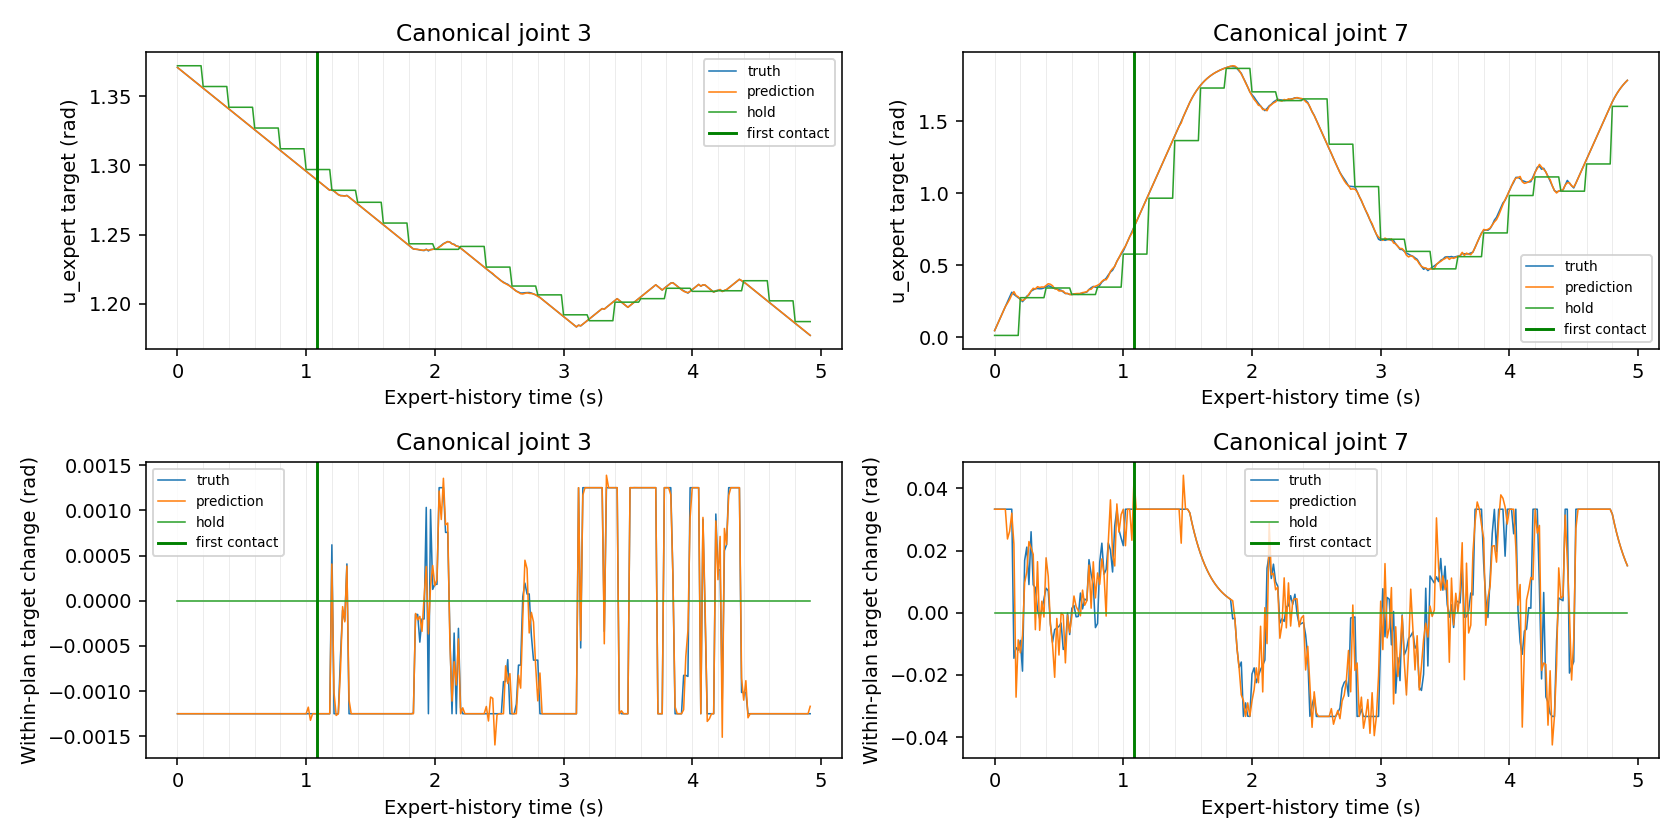 Canonical joint 3
u_expert target (rad)
1.35
1.30
1.25
1.20
truth
prediction
hold
first contact
0 1 2 3 4 5
Expert-history time (s)
Canonical joint 7
u_expert target (rad)
1.5
1.0
0.5
0.0
truth
prediction
hold
first contact
0 1 2 3 4 5
Expert-history time (s)
Canonical joint 3
Within-plan target change (rad)
0.0015
0.0010
0.0005
0.0000
−0.0005
−0.0010
−0.0015
truth
prediction
hold
first contact
0 1 2 3 4 5
Expert-history time (s)
Canonical joint 7
Within-plan target change (rad)
0.04
0.02
0.00
−0.02
−0.04
truth
prediction
hold
first contact
0 1 2 3 4 5
Expert-history time (s)